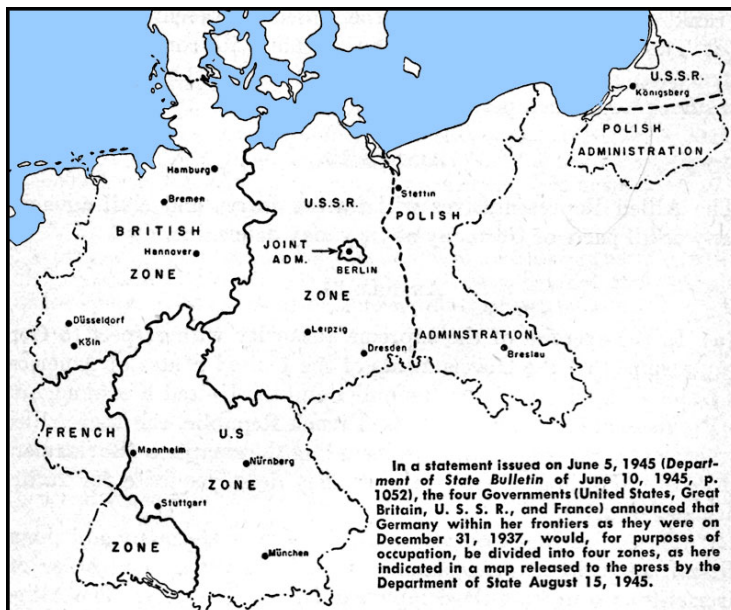 U.S.S.R.
Königsberg
POLISH
ADMINISTRATION
Hamburg
Bremen
U.S.S.R.
Stettin
POLISH
BRITISH
JOINT
ADM.
Hannover
BERLIN
ZONE
ZONE
Düsseldorf
Köln
Leipzig
Dresden
ADMINSTRATION
Breslau
FRENCH
U.S
Mannheim
Nürnberg
ZONE
Stuttgart
ZONE
München
In a statement issued on June 5, 1945 (Depart-
ment of State Bulletin of June 10, 1945, p.
1052), the four Governments (United States, Great
Britain, U. S. S. R., and France) announced that
Germany within her frontiers as they were on
December 31, 1937, would, for purposes of
occupation, be divided into four zones, as here
indicated in a map released to the press by the
Department of State August 15, 1945.